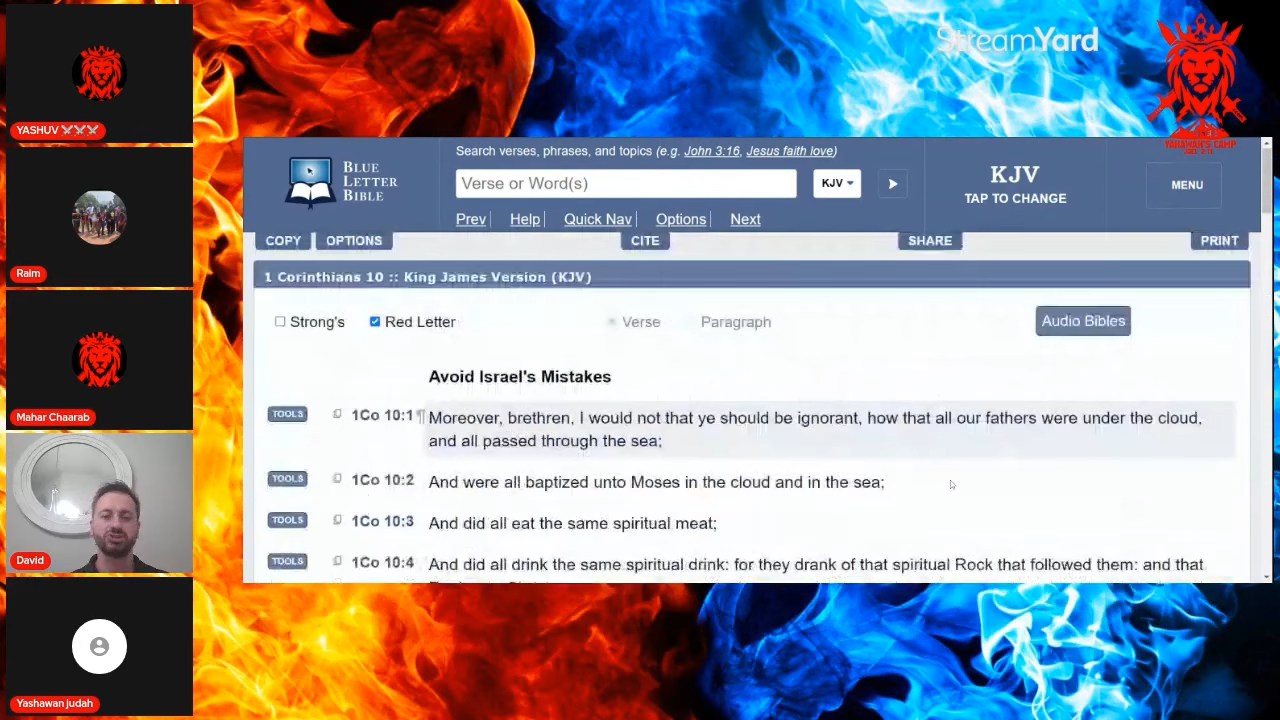 YASHUV ⚔⚔⚔
Raim
Mahar Chaarab
David
Yashawan judah
StreamYard
YAHAWAH'S CAMP
BLUE
LETTER
BIBLE
Search verses, phrases, and topics (e.g. John 3:16, Jesus faith love)
Verse or Word(s)
KJV
Prev
Help
Quick Nav
Options
Next
KJV
TAP TO CHANGE
MENU
COPY
OPTIONS
CITE
SHARE
PRINT
1 Corinthians 10 :: King James Version (KJV)
Strong's
Red Letter
Verse
Paragraph
Audio Bibles
Avoid Israel's Mistakes
TOOLS 1Co 10:1 ¶ Moreover, brethren, I would not that ye should be ignorant, how that all our fathers were under the cloud,
and all passed through the sea;
TOOLS 1Co 10:2 And were all baptized unto Moses in the cloud and in the sea;
TOOLS 1Co 10:3 And did all eat the same spiritual meat;
TOOLS 1Co 10:4 And did all drink the same spiritual drink: for they drank of that spiritual Rock that followed them: and that